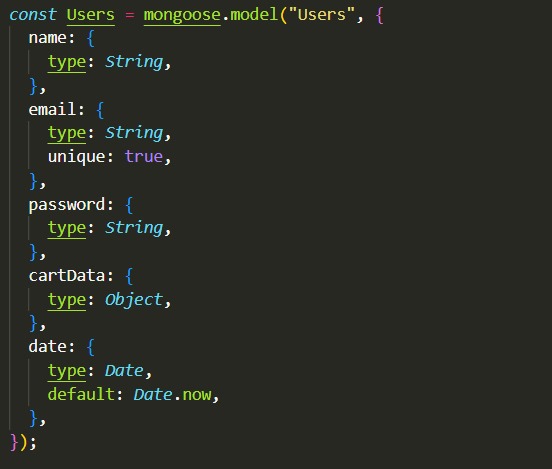 const Users = mongoose.model("Users", {
  name: {
    type: String,
  },
  email: {
    type: String,
    unique: true,
  },
  password: {
    type: String,
  },
  cartData: {
    type: Object,
  },
  date: {
    type: Date,
    default: Date.now,
  },
});